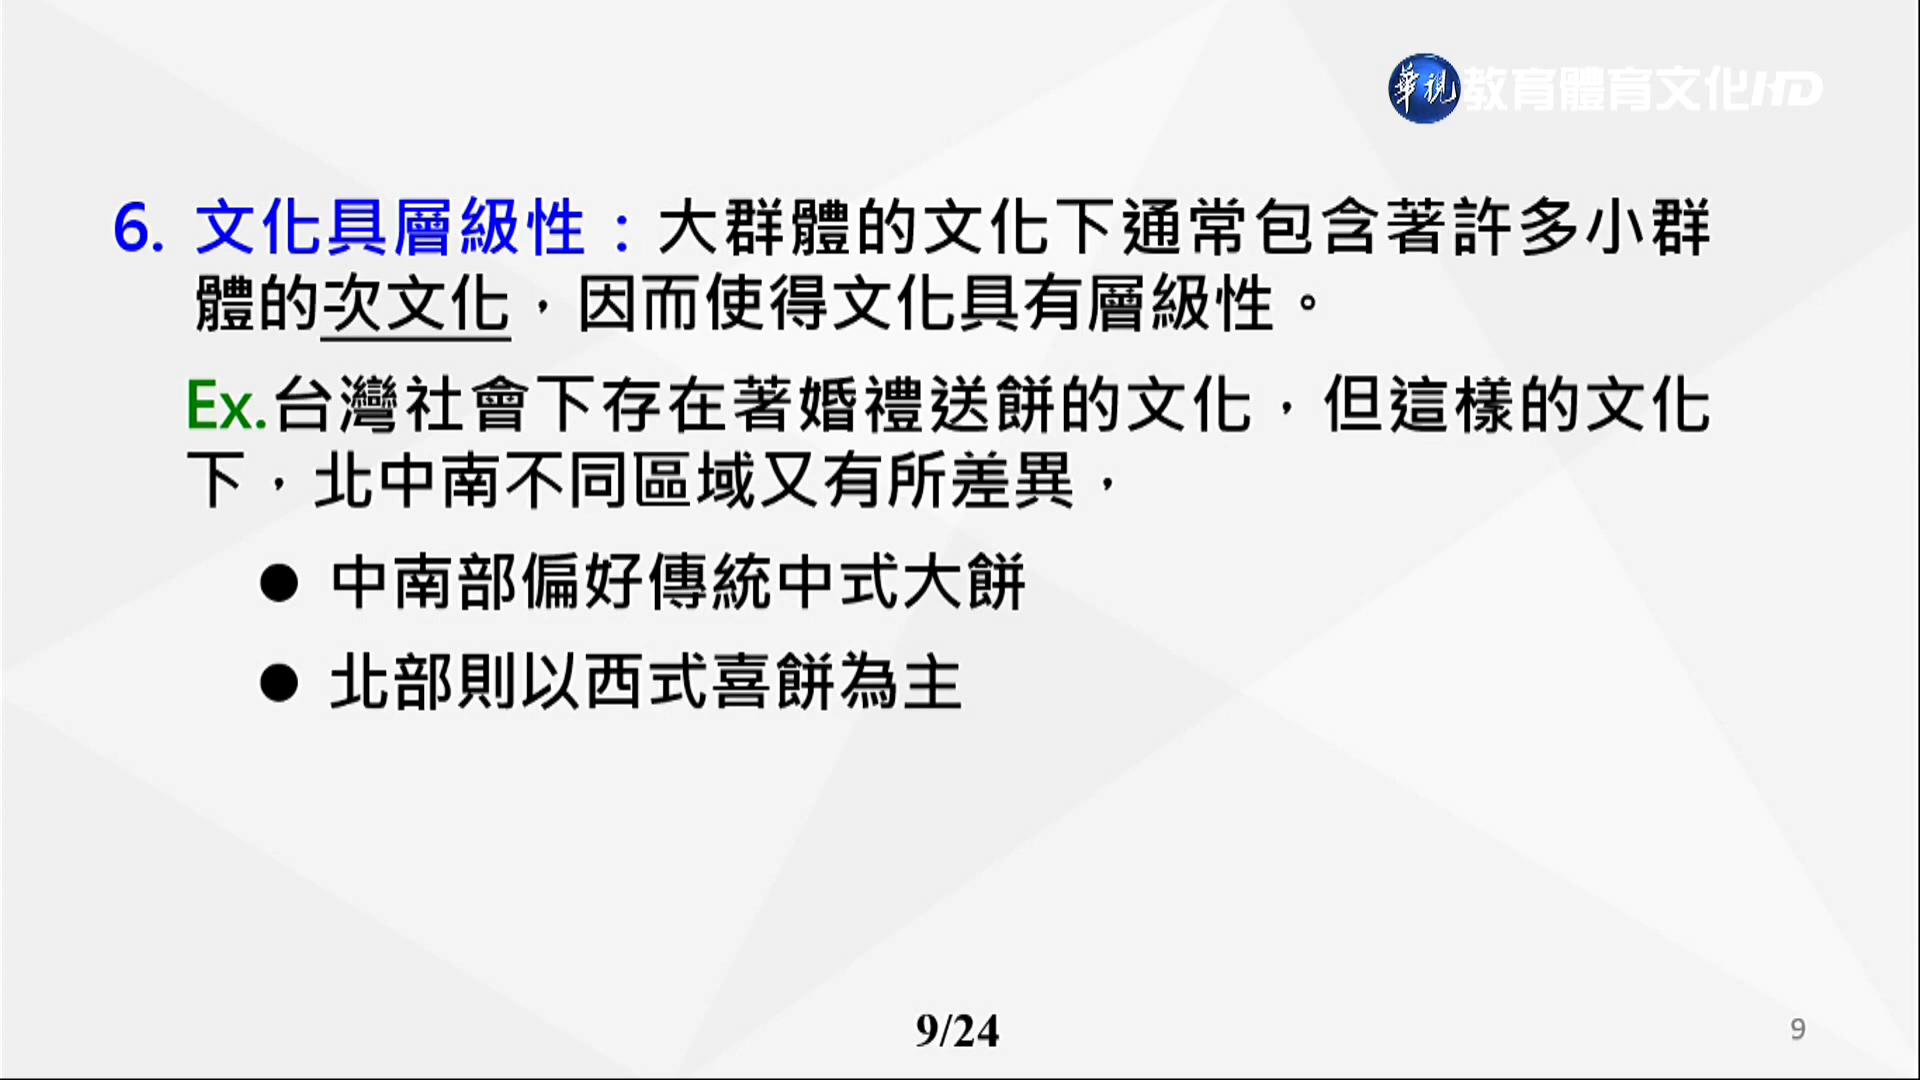 華視 教育體育文化HD
6. 文化具層級性：大群體的文化下通常包含著許多小群
體的次文化，因而使得文化具有層級性。
Ex.台灣社會下存在著婚禮送餅的文化，但這樣的文化
下，北中南不同區域又有所差異，
● 中南部偏好傳統中式大餅
● 北部則以西式喜餅為主
9/24
9